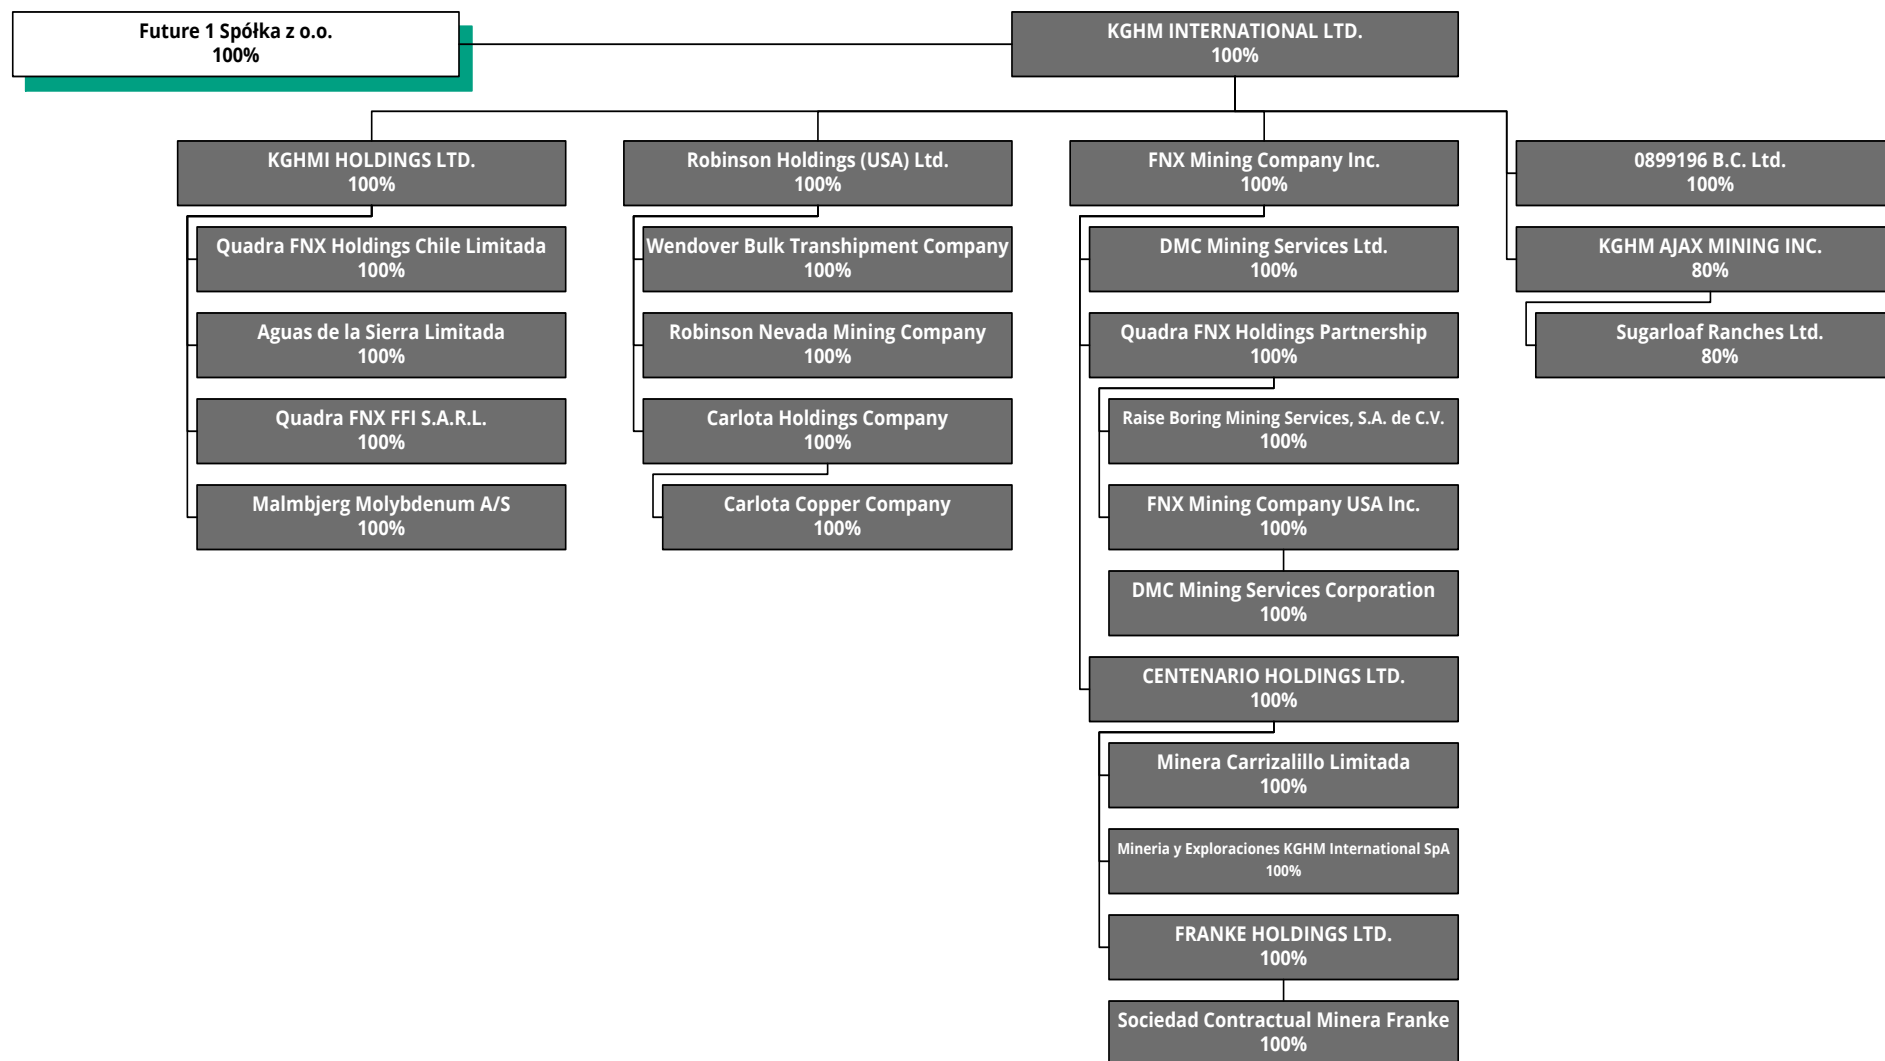 Future 1 Spółka z o.o.
100%
KGHM INTERNATIONAL LTD.
100%
KGHMI HOLDINGS LTD.
100%
Quadra FNX Holdings Chile Limitada
100%
Aguas de la Sierra Limitada
100%
Quadra FNX FFI S.A.R.L.
100%
Malmbjerg Molybdenum A/S
100%
Robinson Holdings (USA) Ltd.
100%
Wendover Bulk Transhipment Company
100%
Robinson Nevada Mining Company
100%
Carlota Holdings Company
100%
Carlota Copper Company
100%
FNX Mining Company Inc.
100%
DMC Mining Services Ltd.
100%
Quadra FNX Holdings Partnership
100%
Raise Boring Mining Services, S.A. de C.V.
100%
FNX Mining Company USA Inc.
100%
DMC Mining Services Corporation
100%
CENTENARIO HOLDINGS LTD.
100%
Minera Carrizalillo Limitada
100%
Mineria y Exploraciones KGHM International SpA
100%
FRANKE HOLDINGS LTD.
100%
Sociedad Contractual Minera Franke
100%
0899196 B.C. Ltd.
100%
KGHM AJAX MINING INC.
80%
Sugarloaf Ranches Ltd.
80%